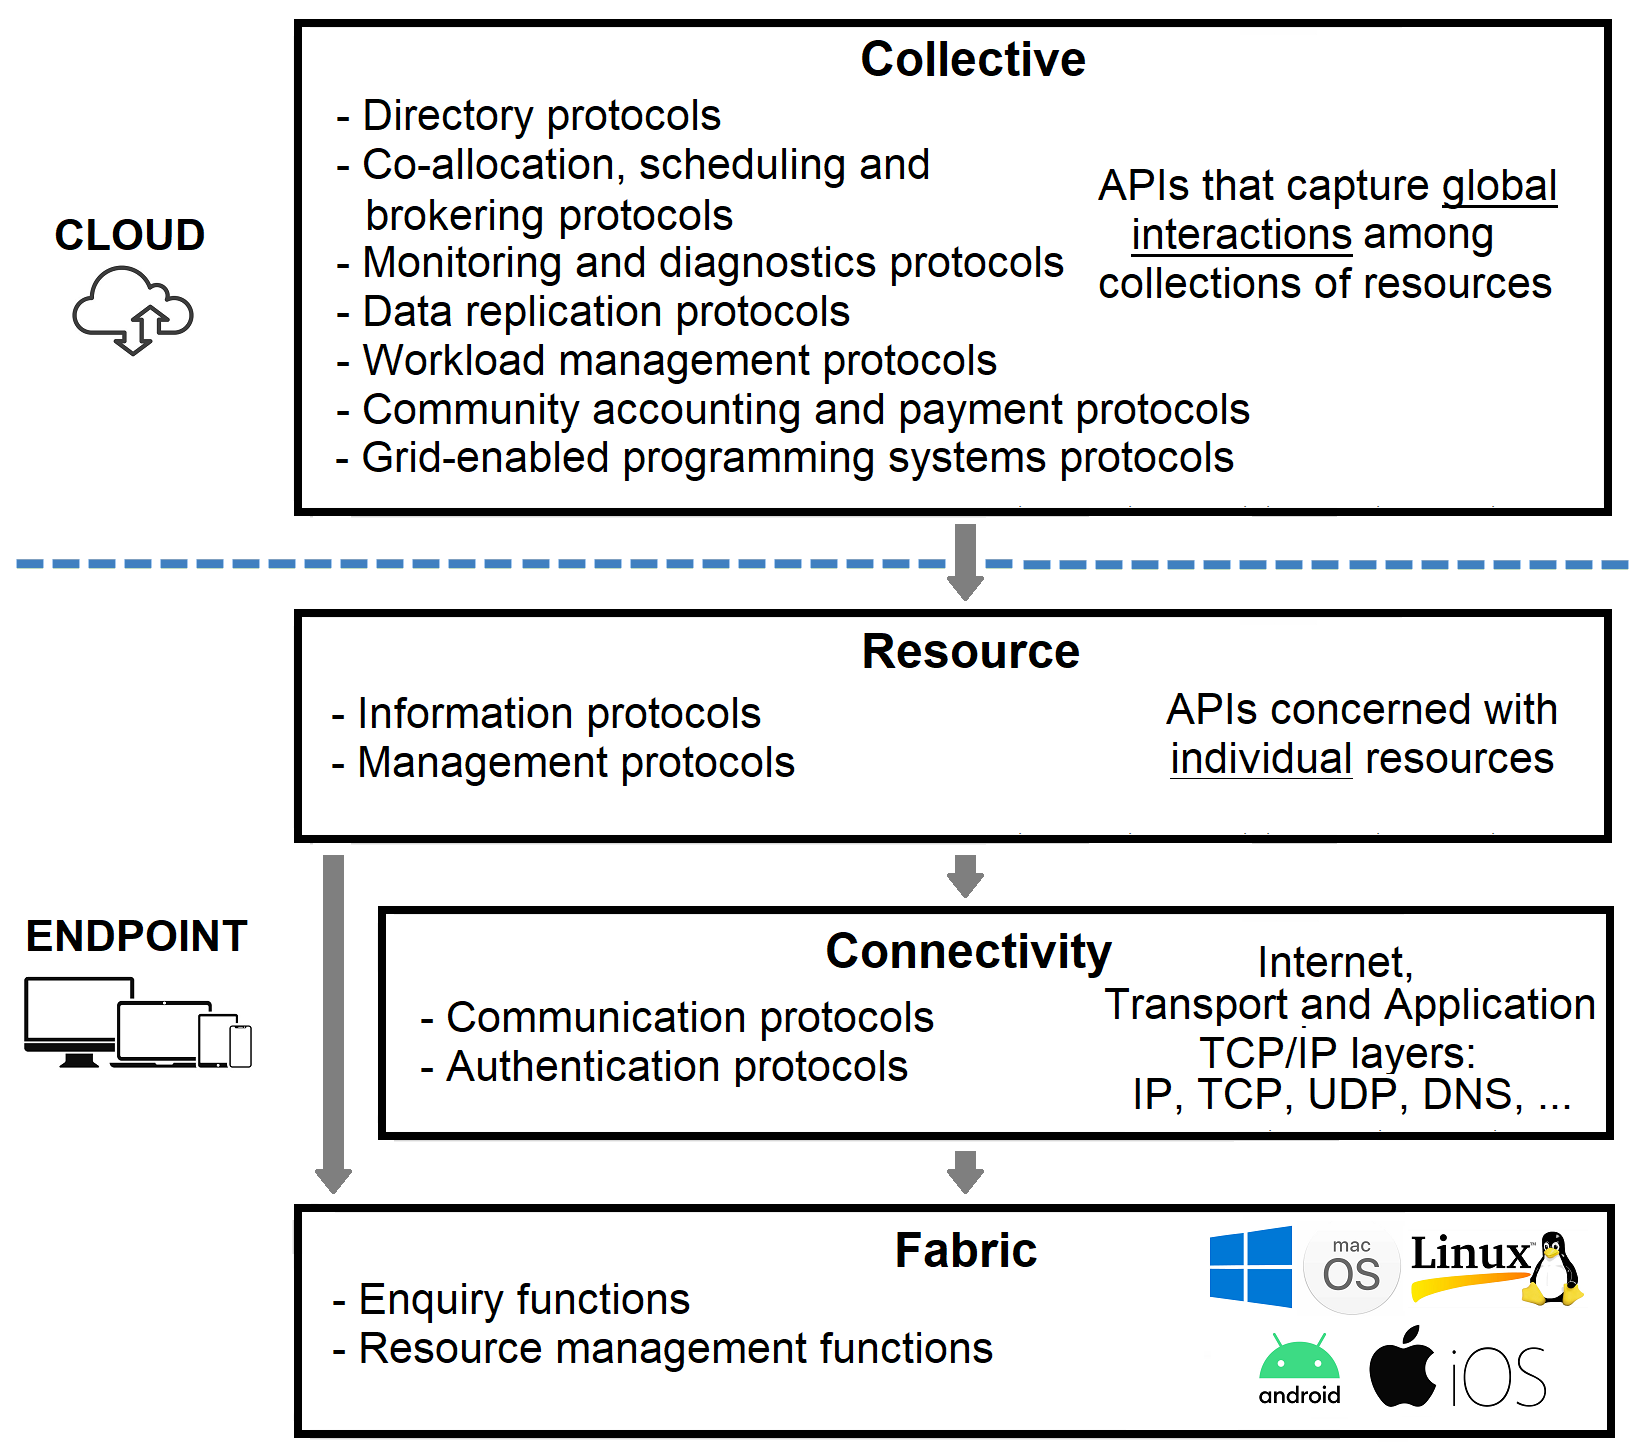 Collective
- Directory protocols
- Co-allocation, scheduling and
brokering protocols
- Monitoring and diagnostics protocols
- Data replication protocols
- Workload management protocols
- Community accounting and payment protocols
- Grid-enabled programming systems protocols
APIs that capture global
interactions among
collections of resources
CLOUD
Resource
- Information protocols
- Management protocols
APIs concerned with
individual resources
ENDPOINT
Connectivity
- Communication protocols
- Authentication protocols
Internet,
Transport and Application
TCP/IP layers:
IP, TCP, UDP, DNS, ...
Fabric
- Enquiry functions
- Resource management functions
mac
OS
Linux™
android
iOS